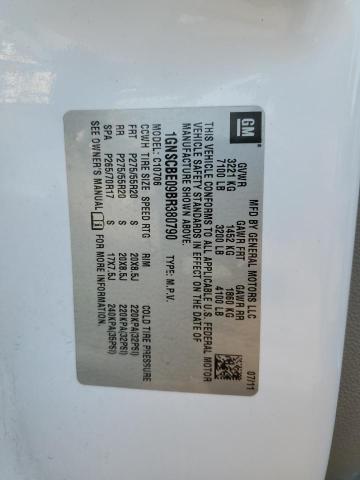 GM
MFD BY GENERAL MOTORS LLC
07/11
GVWR GAWR FRT GAWR RR
3221 KG 1452 KG 1860 KG
7100 LB 3200 LB 4100 LB
THIS VEHICLE CONFORMS TO ALL APPLICABLE U.S. FEDERAL MOTOR
VEHICLE SAFETY STANDARDS IN EFFECT ON THE DATE OF
MANUFACTURE SHOWN ABOVE.
1GNSCBE09BR380790 TYPE: M.P.V.
MODEL: C10706
CCWH TIRE SIZE SPEED RTG RIM COLD TIRE PRESSURE
FRT P275/55R20 S 20X8.5J 220KPA(32PSI)
RR P275/55R20 S 20X8.5J 220KPA(32PSI)
SPA P265/70R17 17X7.5J 240KPA(35PSI)
SEE OWNER'S MANUAL FOR MORE INFORMATION.